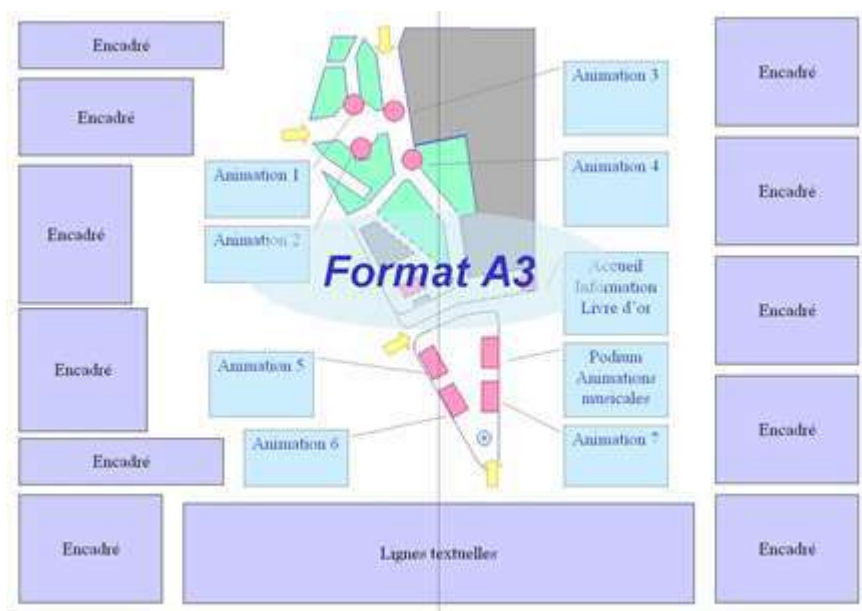 Encadré
Encadré
Encadré
Encadré
Encadré
Encadré
Animation 1
Animation 2
Animation 3
Animation 4
Format A3
Accueil
Information
Livre d'or
Animation 5
Animation 6
Podium
Animations
musicales
Animation 7
Lignes textuelles
Encadré
Encadré
Encadré
Encadré
Encadré